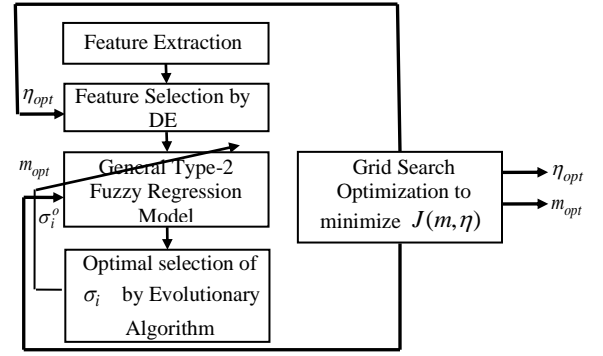 Feature Extraction
η_opt
Feature Selection by
DE
m_opt
General Type-2
Fuzzy Regression
Model
σ_i^o
Optimal selection of
σ_i by Evolutionary
Algorithm
Grid Search
Optimization to
minimize J(m,η)
η_opt
m_opt